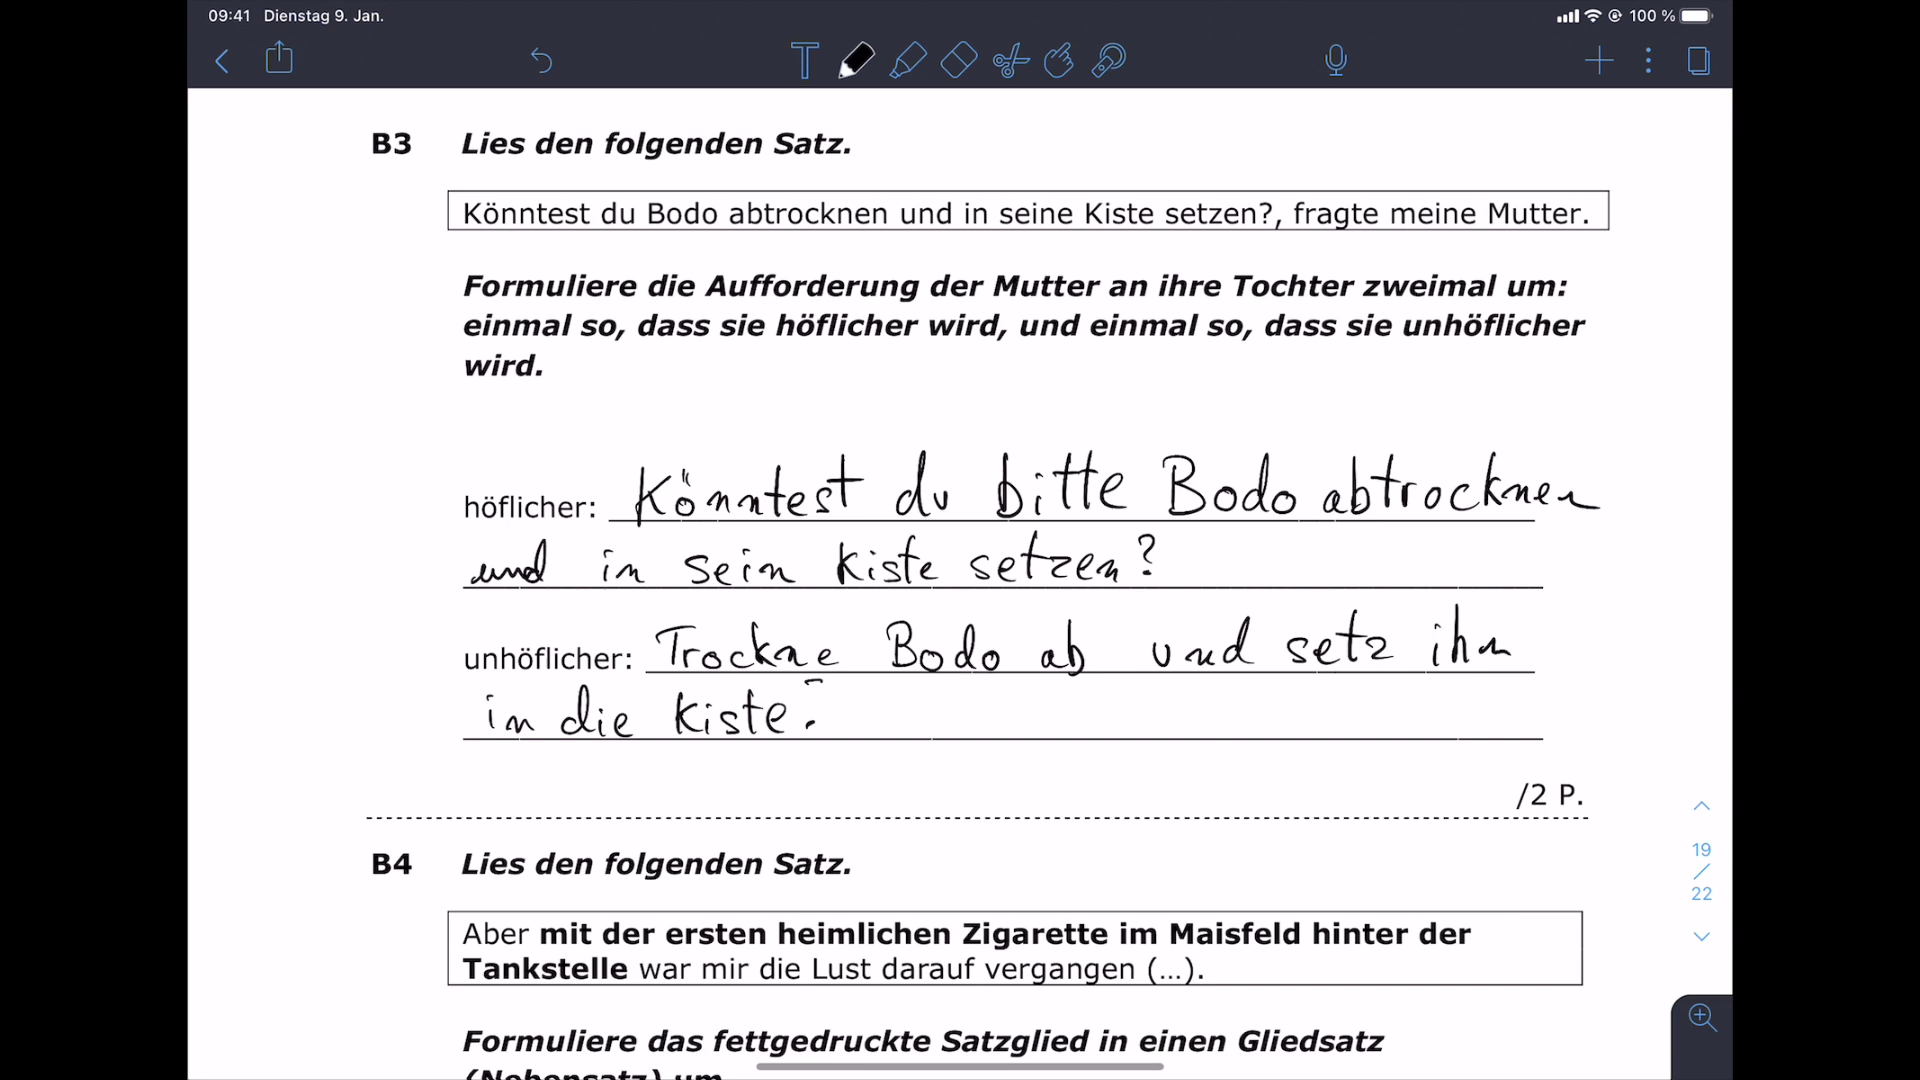 09:41 Dienstag 9. Jan.
100 %
B3 Lies den folgenden Satz.
Könntest du Bodo abtrocknen und in seine Kiste setzen?, fragte meine Mutter.
Formuliere die Aufforderung der Mutter an ihre Tochter zweimal um:
einmal so, dass sie höflicher wird, und einmal so, dass sie unhöflicher
wird.
höflicher: Könntest du bitte Bodo abtrocknen
und in sein Kiste setzen?
unhöflicher: Trockne Bodo ab und setz ihn
in die Kiste.
/2 P.
B4 Lies den folgenden Satz.
Aber mit der ersten heimlichen Zigarette im Maisfeld hinter der
Tankstelle war mir die Lust darauf vergangen (...).
Formuliere das fettgedruckte Satzglied in einen Gliedsatz
(Nebensatz) um
19
/
22